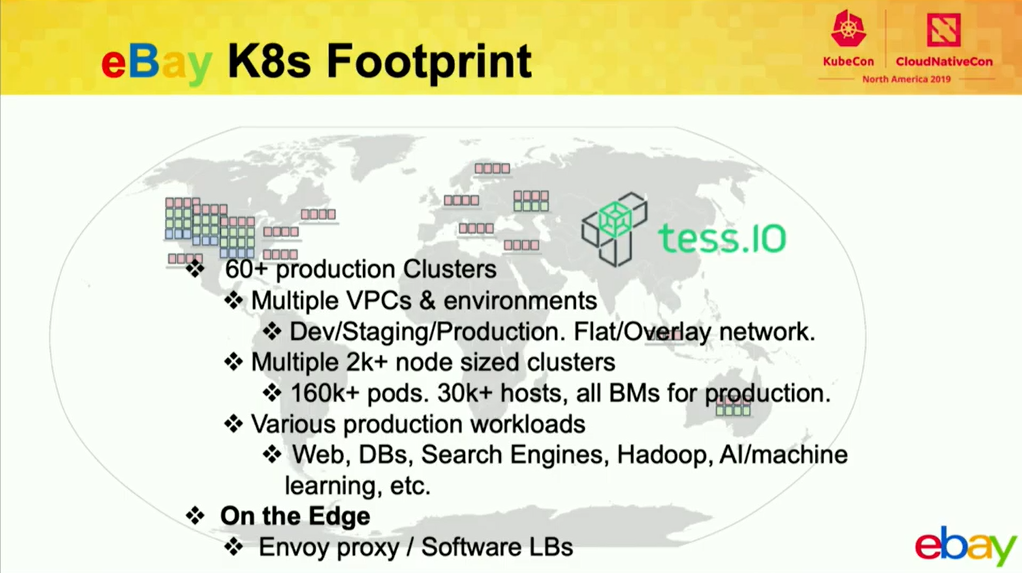 eBay K8s Footprint
KubeCon
CloudNativeCon
North America 2019
tess.IO
❖ 60+ production Clusters
❖ Multiple VPCs & environments
❖ Dev/Staging/Production. Flat/Overlay network.
❖ Multiple 2k+ node sized clusters
❖ 160k+ pods. 30k+ hosts, all BMs for production.
❖ Various production workloads
❖ Web, DBs, Search Engines, Hadoop, AI/machine
learning, etc.
❖ On the Edge
❖ Envoy proxy / Software LBs
ebay